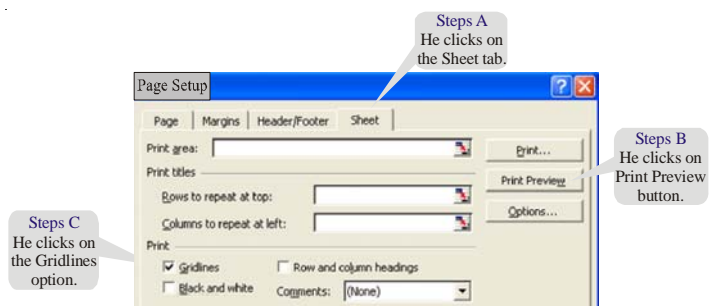 Steps A
He clicks on
the Sheet tab.
Page Setup
Page Margins Header/Footer Sheet
Print area:
Print...
Print titles
Print Preview
Rows to repeat at top:
Options...
Columns to repeat at left:
Print
Gridlines Row and column headings
Black and white Comments: (None)
Steps B
He clicks on
Print Preview
button.
Steps C
He clicks on
the Gridlines
option.